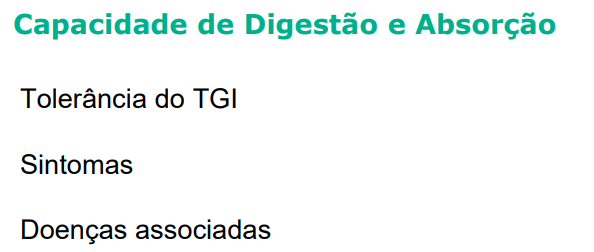 Capacidade de Digestão e Absorção
Tolerância do TGI
Sintomas
Doenças associadas